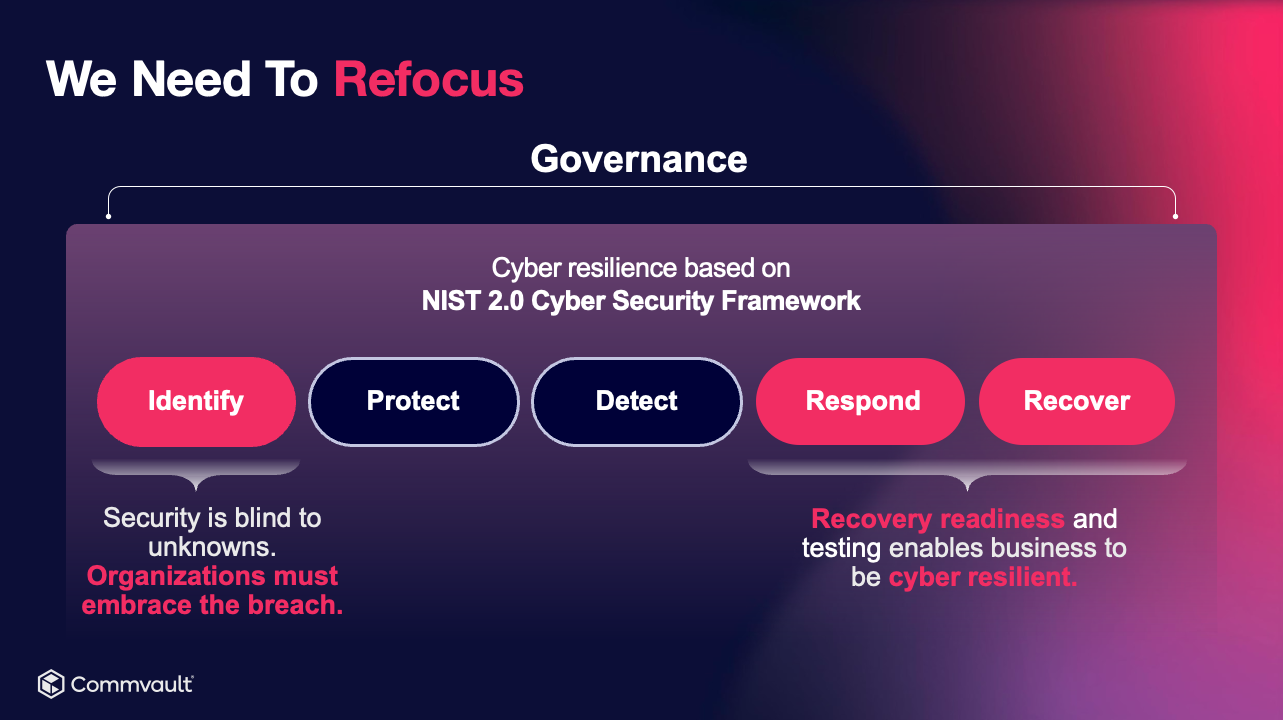 We Need To Refocus
Governance
Cyber resilience based on
NIST 2.0 Cyber Security Framework
Identify
Protect
Detect
Respond
Recover
Security is blind to
unknowns.
Organizations must
embrace the breach.
Recovery readiness and
testing enables business to
be cyber resilient.
Commvault